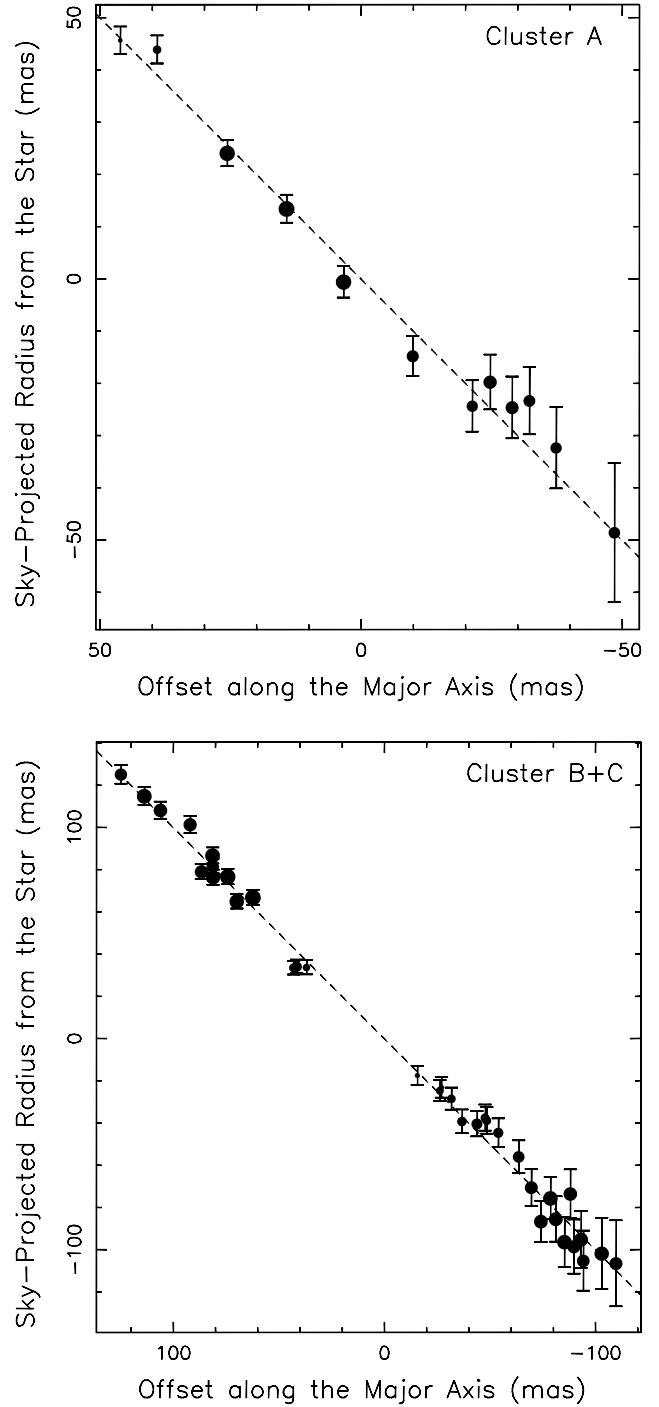 Cluster A
Sky-Projected Radius from the Star (mas)
50
0
-50
50
0
-50
Offset along the Major Axis (mas)
Cluster B+C
Sky-Projected Radius from the Star (mas)
100
0
-100
100
0
-100
Offset along the Major Axis (mas)